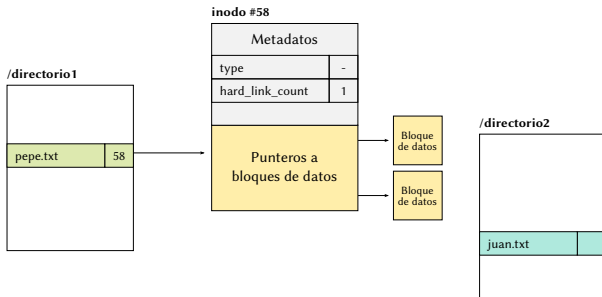 inodo #58
Metadatos
/directorio1
type -
hard_link_count 1
pepe.txt 58
Punteros a
bloques de datos
Bloque
de datos
Bloque
de datos
/directorio2
juan.txt